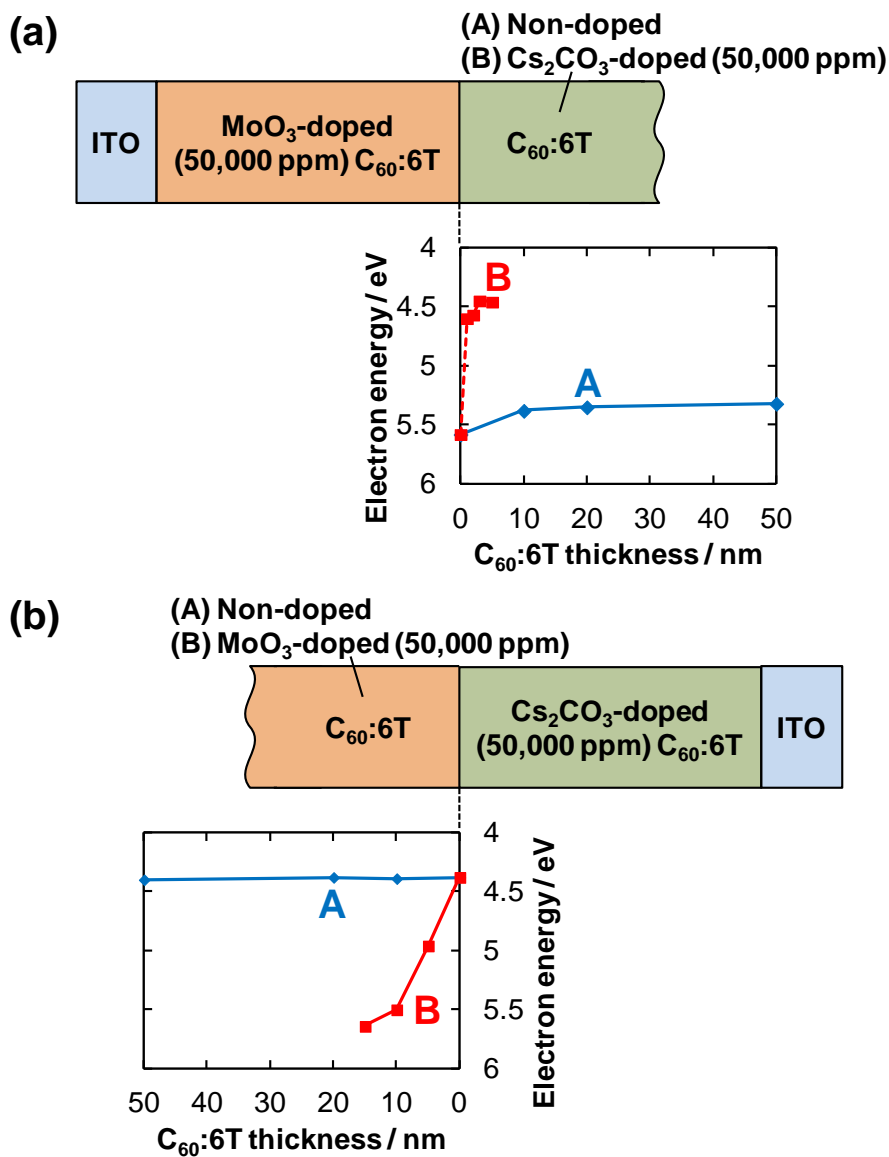 (a)
(A) Non-doped
(B) Cs₂CO₃-doped (50,000 ppm)
ITO
MoO₃-doped
(50,000 ppm) C₆₀:6T
C₆₀:6T
Electron energy / eV
4
4.5
5
5.5
6
B
A
0 10 20 30 40 50
C₆₀:6T thickness / nm
(b)
(A) Non-doped
(B) MoO₃-doped (50,000 ppm)
C₆₀:6T
Cs₂CO₃-doped
(50,000 ppm) C₆₀:6T
ITO
4
4.5
5
5.5
6
Electron energy / eV
A
B
50 40 30 20 10 0
C₆₀:6T thickness / nm